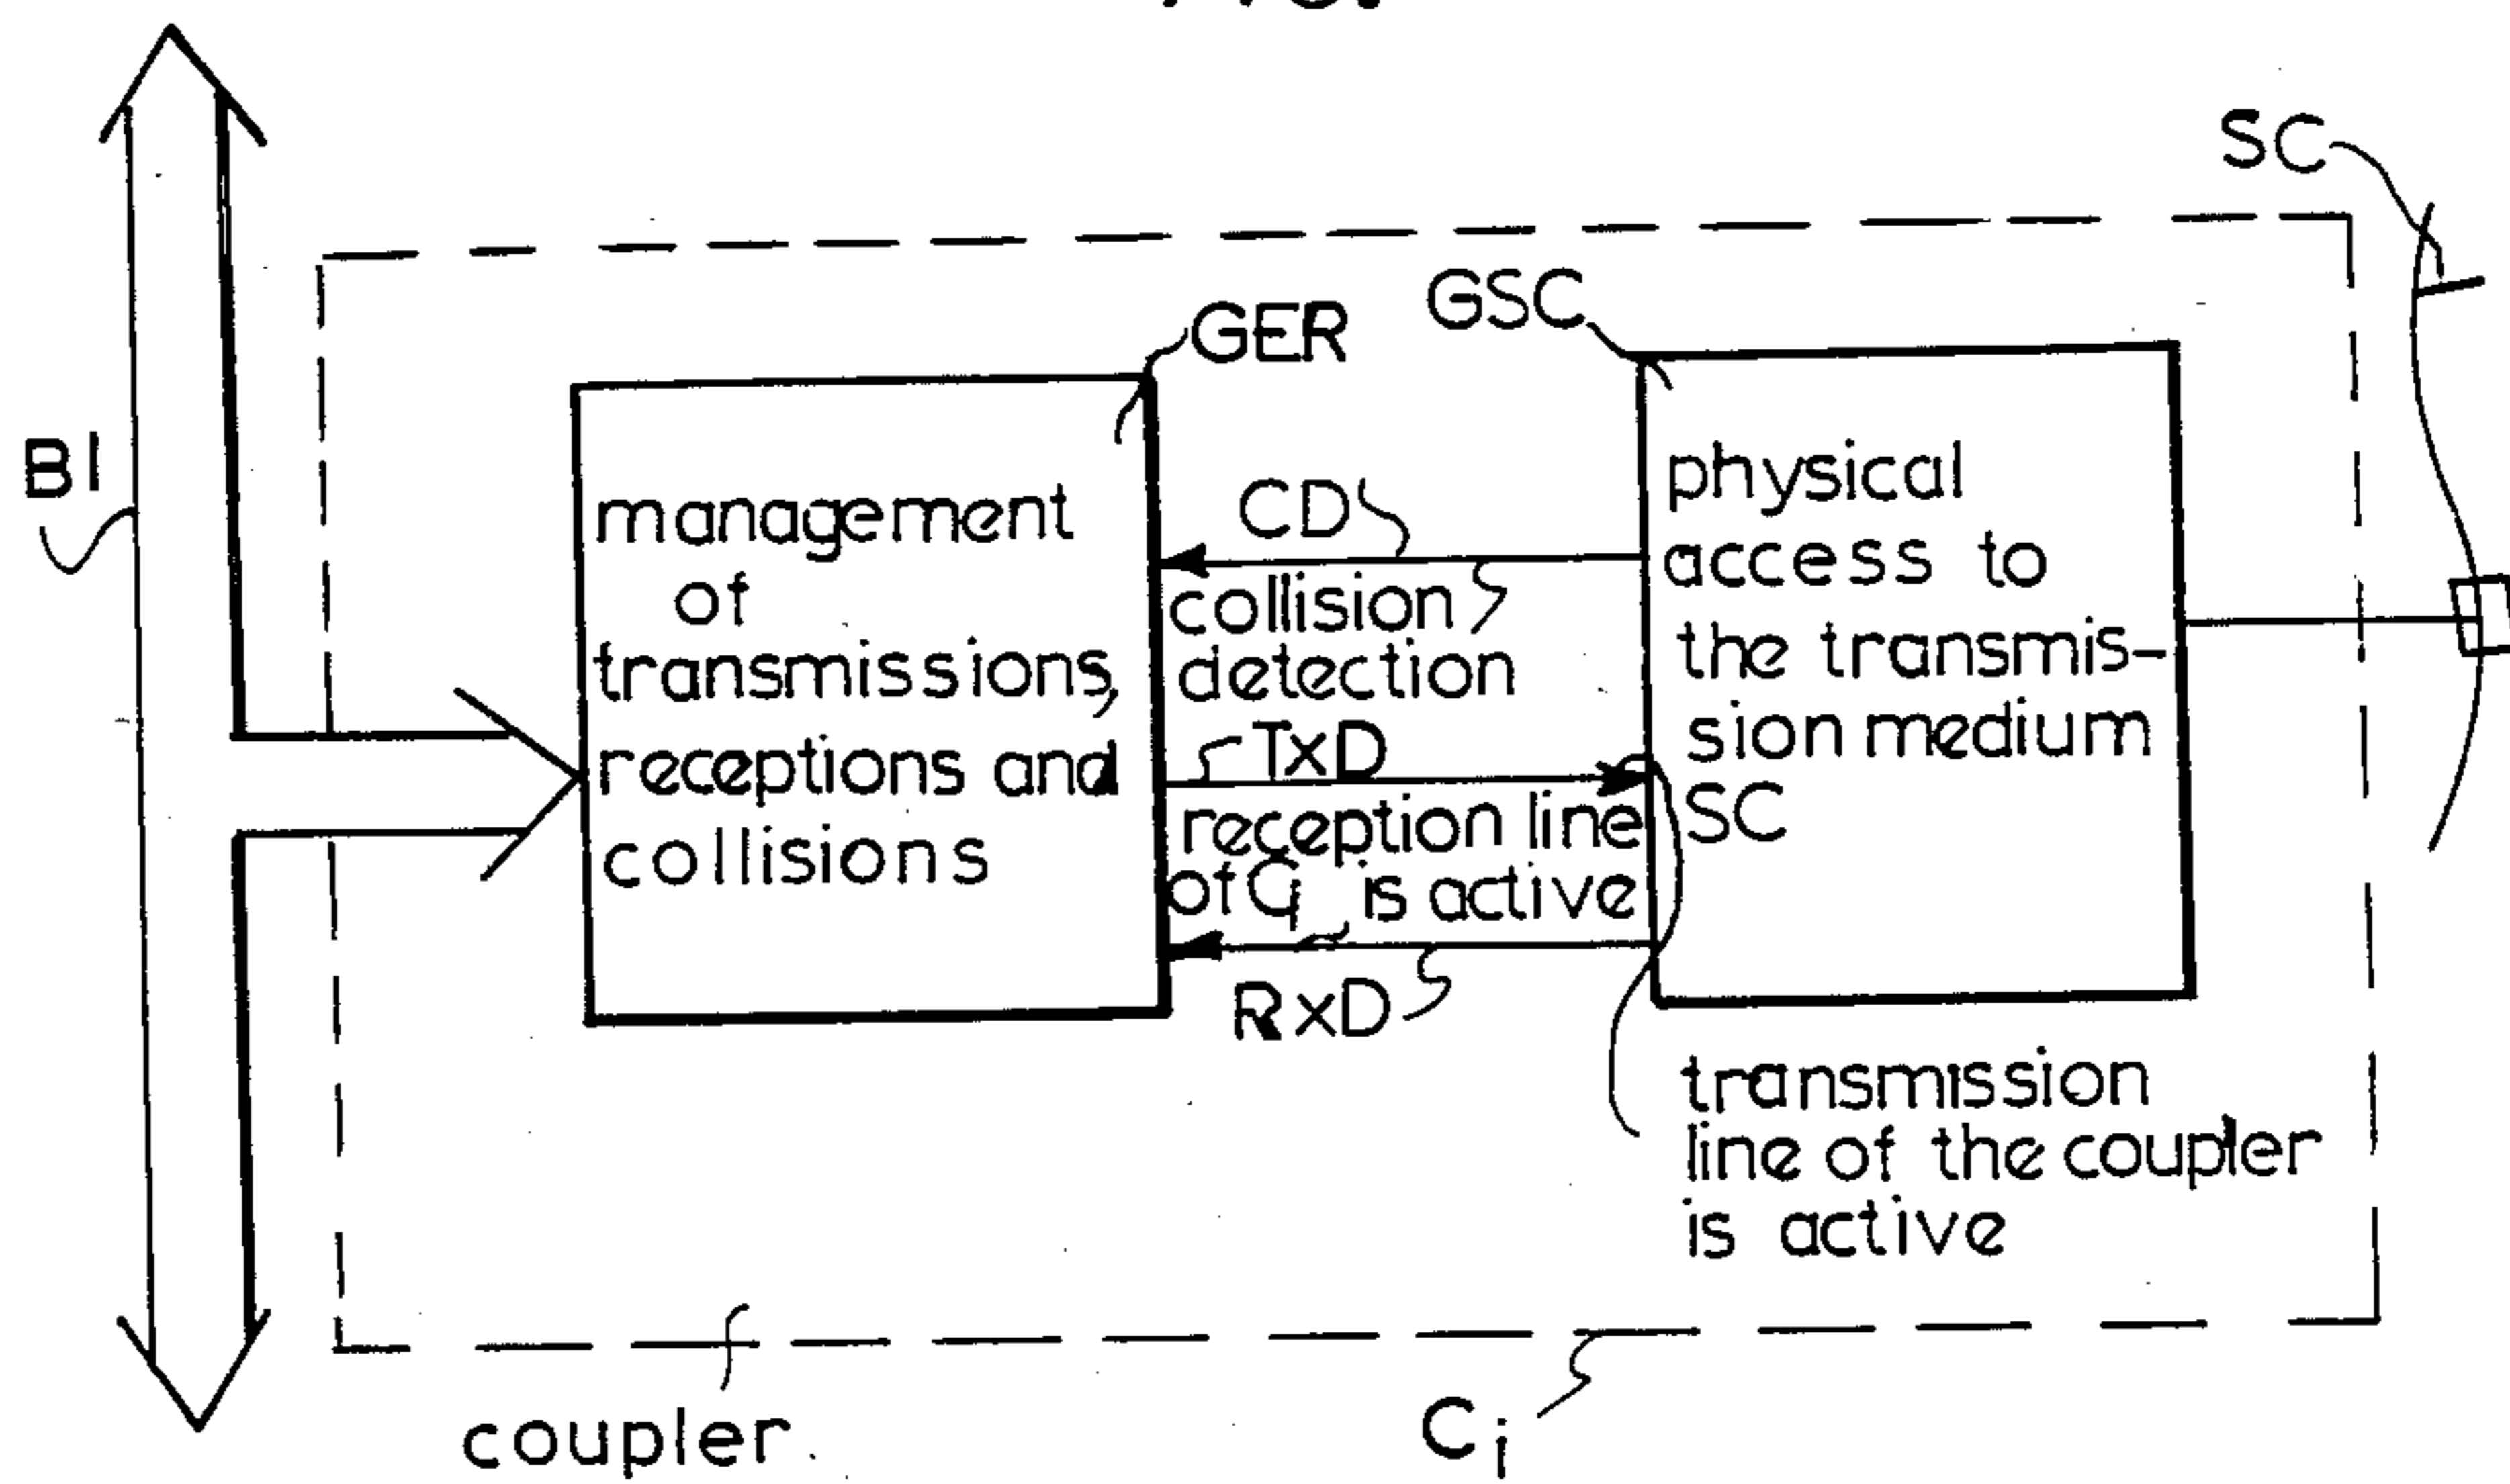 SC
GSC
GER
BI
management
of
transmissions,
receptions and
collisions
CD
collision
detection
TxD
reception line
of Ci is active
RxD
physical
access to
the transmis-
sion medium
SC
transmission
line of the coupler
is active
coupler
Ci